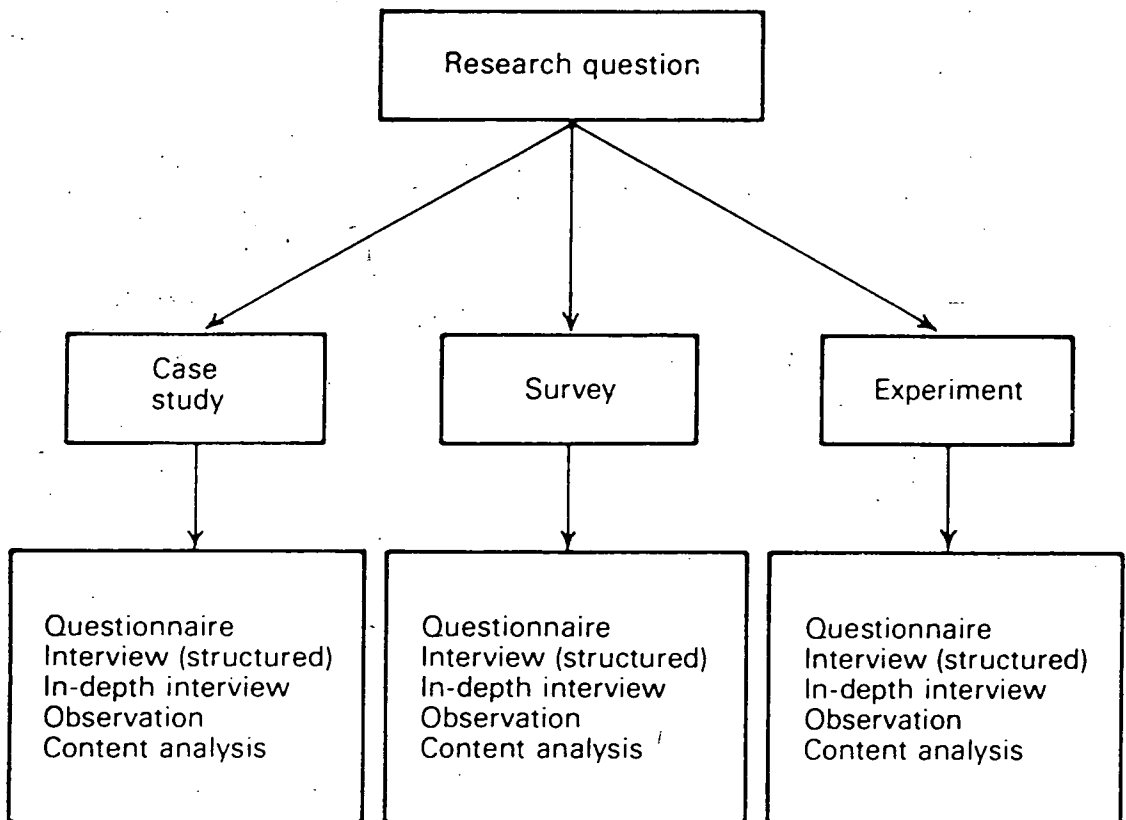 Research question
Case
study
Survey
Experiment
Questionnaire
Interview (structured)
In-depth interview
Observation
Content analysis
Questionnaire
Interview (structured)
In-depth interview
Observation
Content analysis
Questionnaire
Interview (structured)
In-depth interview
Observation
Content analysis